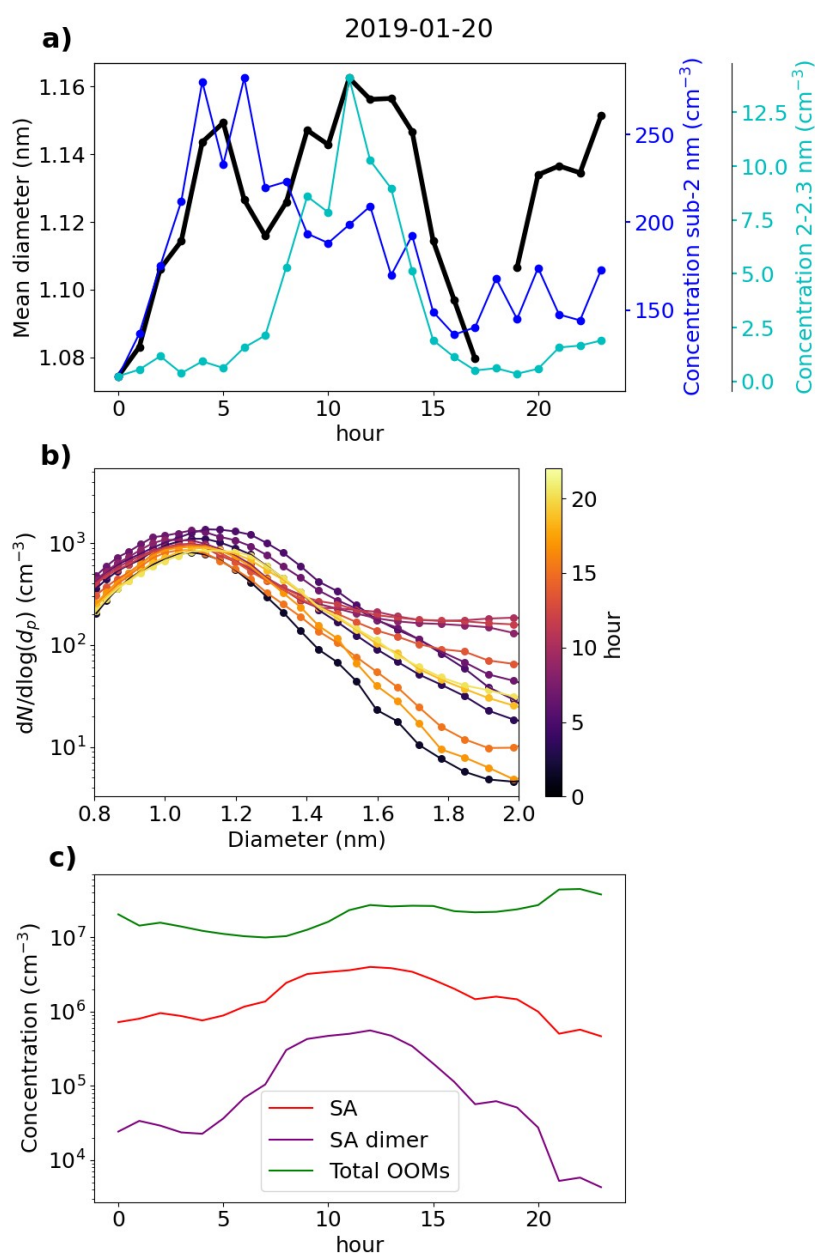 2019-01-20
a)
1.16
1.14
1.12
1.10
1.08
Mean diameter (nm)
250
200
150
Concentration sub-2 nm (cm⁻³)
12.5
10.0
7.5
5.0
2.5
0.0
Concentration 2-2.3 nm (cm⁻³)
0 5 10 15 20
hour
b)
10³
10²
10¹
dN/dlog(dₚ) (cm⁻³)
0.8 1.0 1.2 1.4 1.6 1.8 2.0
Diameter (nm)
20
15
10
5
0
hour
c)
10⁷
10⁶
10⁵
10⁴
Concentration (cm⁻³)
SA
SA dimer
Total OOMs
0 5 10 15 20
hour